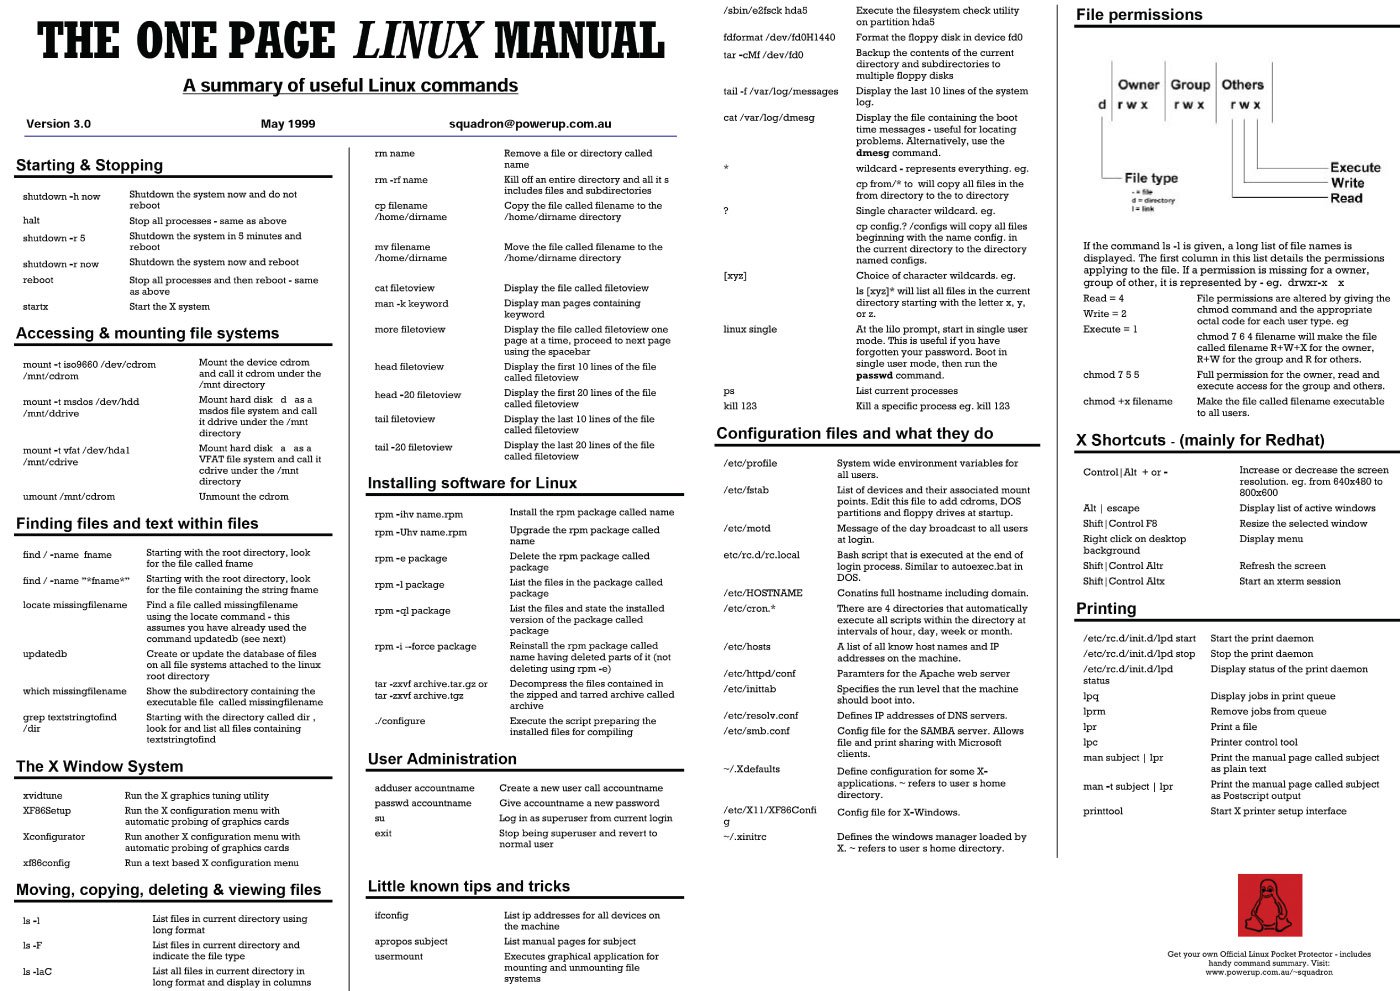 THE ONE PAGE LINUX MANUAL
A summary of useful Linux commands
Version 3.0 May 1999 squadron@powerup.com.au
Starting & Stopping
shutdown -h now Shutdown the system now and do not
reboot
halt Stop all processes - same as above
shutdown -r 5 Shutdown the system in 5 minutes and
reboot
shutdown -r now Shutdown the system now and reboot
reboot Stop all processes and then reboot - same
as above
startx Start the X system
Accessing & mounting file systems
mount -t iso9660 /dev/cdrom Mount the device cdrom
/mnt/cdrom and call it cdrom under the
/mnt directory
mount -t msdos /dev/hdd Mount hard disk d as a
/mnt/ddrive msdos file system and call
it ddrive under the /mnt
directory
mount -t vfat /dev/hda1 Mount hard disk a as a
/mnt/cdrive VFAT file system and call it
cdrive under the /mnt
directory
umount /mnt/cdrom Unmount the cdrom
Finding files and text within files
find / -name fname Starting with the root directory, look
for the file called fname
find / -name "*fname*" Starting with the root directory, look
for the file containing the string fname
locate missingfilename Find a file called missingfilename
using the locate command - this
assumes you have already used the
command updatedb (see next)
updatedb Create or update the database of files
on all file systems attached to the linux
root directory
which missingfilename Show the subdirectory containing the
executable file called missingfilename
grep textstringtofind Starting with the directory called dir ,
/dir look for and list all files containing
textstringtofind
The X Window System
xvidtune Run the X graphics tuning utility
XF86Setup Run the X configuration menu with
automatic probing of graphics cards
Xconfigurator Run another X configuration menu with
automatic probing of graphics cards
xf86config Run a text based X configuration menu
Moving, copying, deleting & viewing files
ls -l List files in current directory using
long format
ls -F List files in current directory and
indicate the file type
ls -laC List all files in current directory in
long format and display in columns
rm name Remove a file or directory called
name
rm -rf name Kill off an entire directory and all it s
includes files and subdirectories
cp filename Copy the file called filename to the
/home/dirname /home/dirname directory
mv filename Move the file called filename to the
/home/dirname /home/dirname directory
cat filetoview Display the file called filetoview
man -k keyword Display man pages containing
keyword
more filetoview Display the file called filetoview one
page at a time, proceed to next page
using the spacebar
head filetoview Display the first 10 lines of the file
called filetoview
head -20 filetoview Display the first 20 lines of the file
called filetoview
tail filetoview Display the last 10 lines of the file
called filetoview
tail -20 filetoview Display the last 20 lines of the file
called filetoview
Installing software for Linux
rpm -ihv name.rpm Install the rpm package called name
rpm -Uhv name.rpm Upgrade the rpm package called
name
rpm -e package Delete the rpm package called
package
rpm -l package List the files in the package called
package
rpm -ql package List the files and state the installed
version of the package called
package
rpm -i --force package Reinstall the rpm package called
name having deleted parts of it (not
deleting using rpm -e)
tar -zxvf archive.tar.gz or Decompress the files contained in
tar -zxvf archive.tgz the zipped and tarred archive called
archive
./configure Execute the script preparing the
installed files for compiling
User Administration
adduser accountname Create a new user call accountname
passwd accountname Give accountname a new password
su Log in as superuser from current login
exit Stop being superuser and revert to
normal user
Little known tips and tricks
ifconfig List ip addresses for all devices on
the machine
apropos subject List manual pages for subject
usermount Executes graphical application for
mounting and unmounting file
systems
/sbin/e2fsck hda5 Execute the filesystem check utility
on partition hda5
fdformat /dev/fd0H1440 Format the floppy disk in device fd0
tar -cMf /dev/fd0 Backup the contents of the current
directory and subdirectories to
multiple floppy disks
tail -f /var/log/messages Display the last 10 lines of the system
log.
cat /var/log/dmesg Display the file containing the boot
time messages - useful for locating
problems. Alternatively, use the
dmesg command.
* wildcard - represents everything. eg.
cp from/* to will copy all files in the
from directory to the to directory
? Single character wildcard. eg.
cp config.? /configs will copy all files
beginning with the name config. in
the current directory to the directory
named configs.
[xyz] Choice of character wildcards. eg.
ls [xyz]* will list all files in the current
directory starting with the letter x, y,
or z.
linux single At the lilo prompt, start in single user
mode. This is useful if you have
forgotten your password. Boot in
single user mode, then run the
passwd command.
ps List current processes
kill 123 Kill a specific process eg. kill 123
Configuration files and what they do
/etc/profile System wide environment variables for
all users.
/etc/fstab List of devices and their associated mount
points. Edit this file to add cdroms, DOS
partitions and floppy drives at startup.
/etc/motd Message of the day broadcast to all users
at login.
etc/rc.d/rc.local Bash script that is executed at the end of
login process. Similar to autoexec.bat in
DOS.
/etc/HOSTNAME Conatins full hostname including domain.
/etc/cron.* There are 4 directories that automatically
execute all scripts within the directory at
intervals of hour, day, week or month.
/etc/hosts A list of all know host names and IP
addresses on the machine.
/etc/httpd/conf Paramters for the Apache web server
/etc/inittab Specifies the run level that the machine
should boot into.
/etc/resolv.conf Defines IP addresses of DNS servers.
/etc/smb.conf Config file for the SAMBA server. Allows
file and print sharing with Microsoft
clients.
~/.Xdefaults Define configuration for some X-
applications. ~ refers to user s home
directory.
/etc/X11/XF86Confi Config file for X-Windows.
g
~/.xinitrc Defines the windows manager loaded by
X. ~ refers to user s home directory.
File permissions
Owner Group Others
d r w x r w x r w x
Execute
File type Write
- = file
d = directory Read
l = link
If the command ls -l is given, a long list of file names is
displayed. The first column in this list details the permissions
applying to the file. If a permission is missing for a owner,
group of other, it is represented by - eg. drwxr-x x
Read = 4 File permissions are altered by giving the
Write = 2 chmod command and the appropriate
Execute = 1 octal code for each user type. eg
chmod 7 6 4 filename will make the file
called filename R+W+X for the owner,
R+W for the group and R for others.
chmod 7 5 5 Full permission for the owner, read and
execute access for the group and others.
chmod +x filename Make the file called filename executable
to all users.
X Shortcuts - (mainly for Redhat)
Control|Alt + or - Increase or decrease the screen
resolution. eg. from 640x480 to
800x600
Alt | escape Display list of active windows
Shift|Control F8 Resize the selected window
Right click on desktop Display menu
background
Shift|Control Altr Refresh the screen
Shift|Control Altx Start an xterm session
Printing
/etc/rc.d/init.d/lpd start Start the print daemon
/etc/rc.d/init.d/lpd stop Stop the print daemon
/etc/rc.d/init.d/lpd Display status of the print daemon
status
lpq Display jobs in print queue
lprm Remove jobs from queue
lpr Print a file
lpc Printer control tool
man subject | lpr Print the manual page called subject
as plain text
man -t subject | lpr Print the manual page called subject
as Postscript output
printtool Start X printer setup interface
Get your own Official Linux Pocket Protector - includes
handy command summary. Visit:
www.powerup.com.au/~squadron